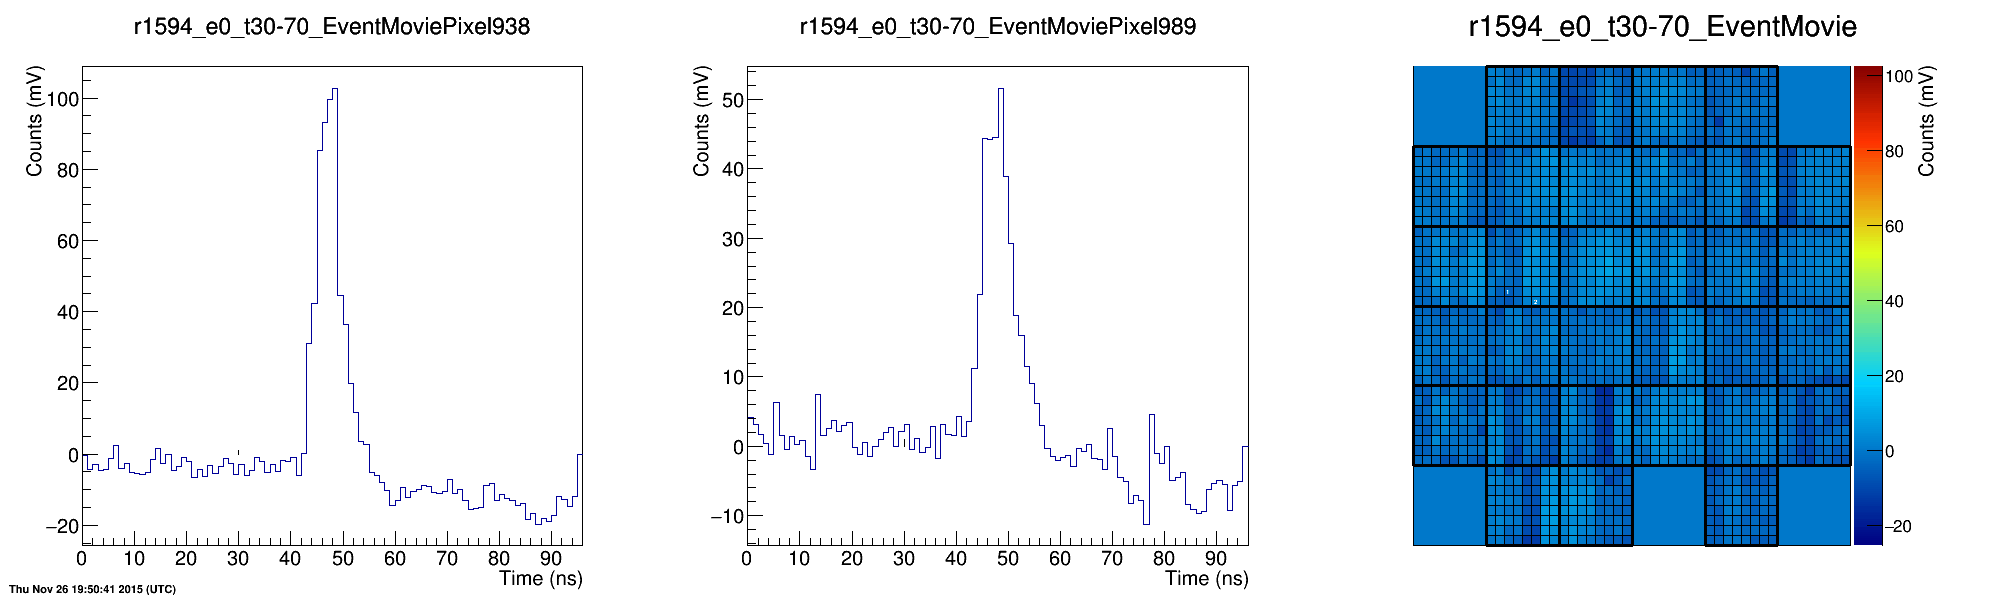 r1594_e0_t30-70_EventMoviePixel938
Counts (mV)
100
80
60
40
20
0
−20
0 10 20 30 40 50 60 70 80 90
Time (ns)
r1594_e0_t30-70_EventMoviePixel989
Counts (mV)
50
40
30
20
10
0
−10
0 10 20 30 40 50 60 70 80 90
Time (ns)
r1594_e0_t30-70_EventMovie
1
2
Counts (mV)
100
80
60
40
20
0
−20
Thu Nov 26 19:50:41 2015 (UTC)